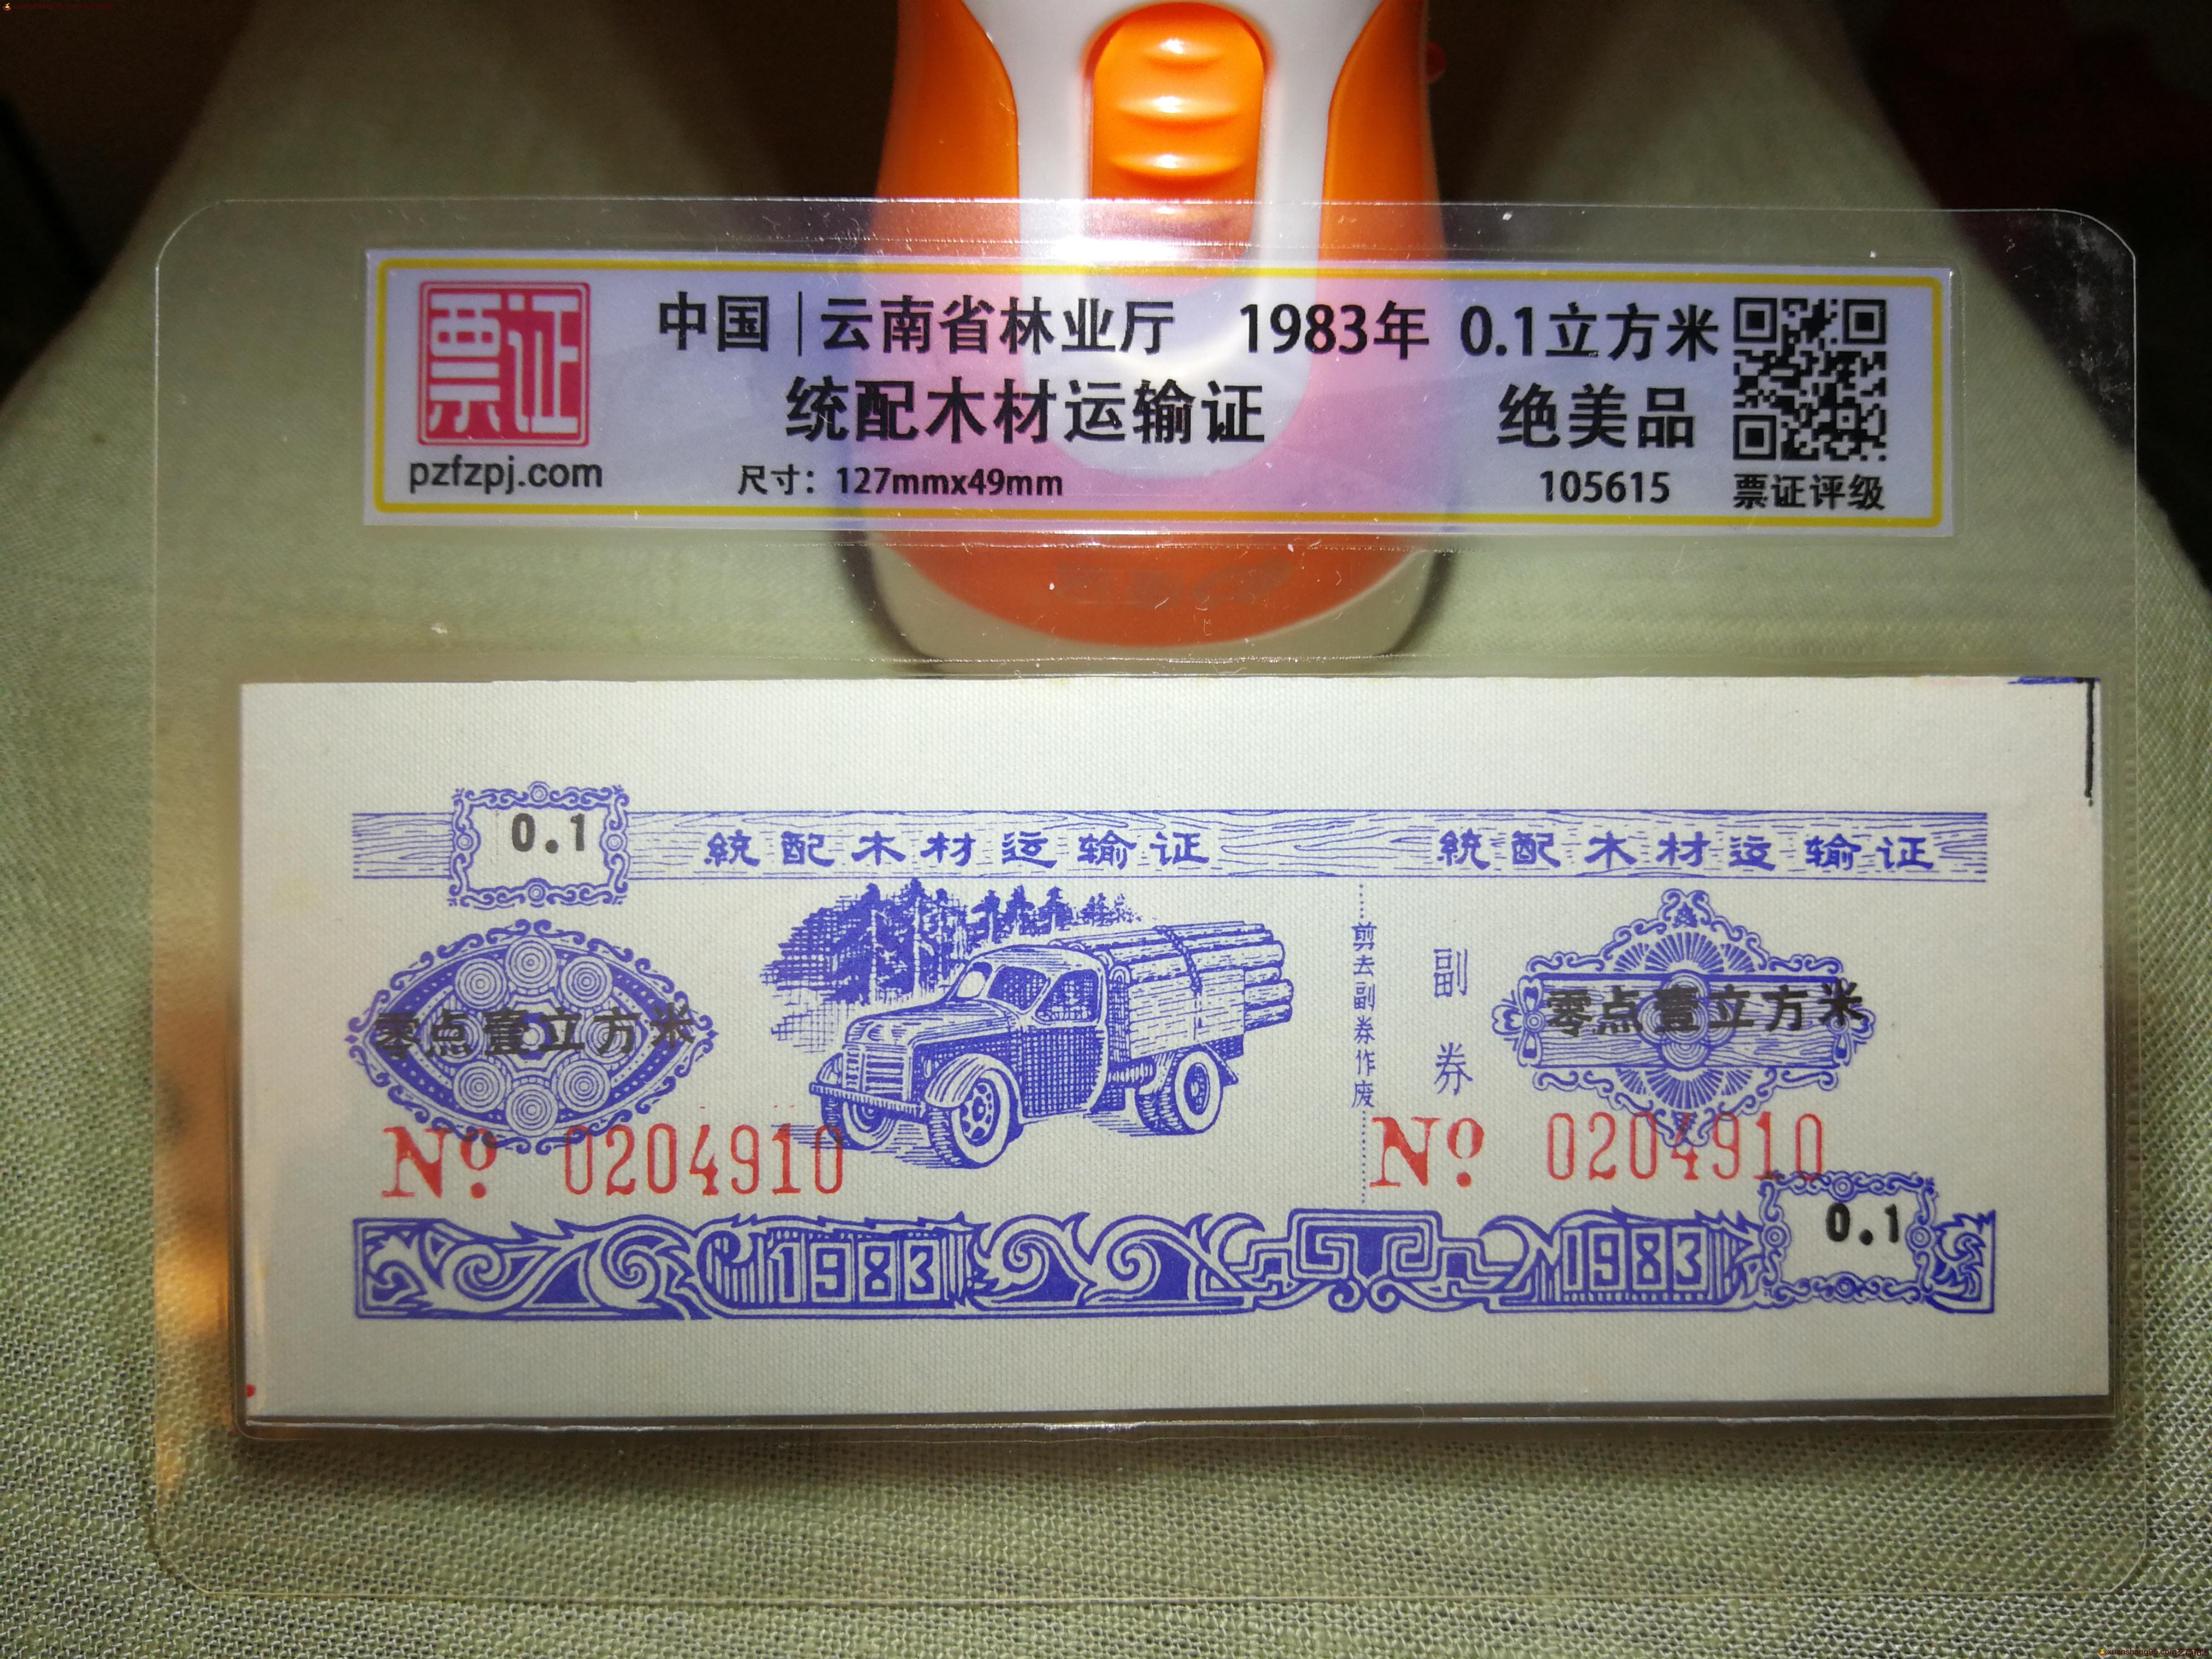 票证
pzfzpj.com
中国|云南省林业厅 1983年 0.1立方米
统配木材运输证 绝美品
尺寸：127mmx49mm 105615 票证评级
0.1 統配木材运输证 統配木材运输证
零点壹立方米
剪去副券作废
副券
零点壹立方米
Nº 0204910 Nº 0204910
0.1
1983 1983